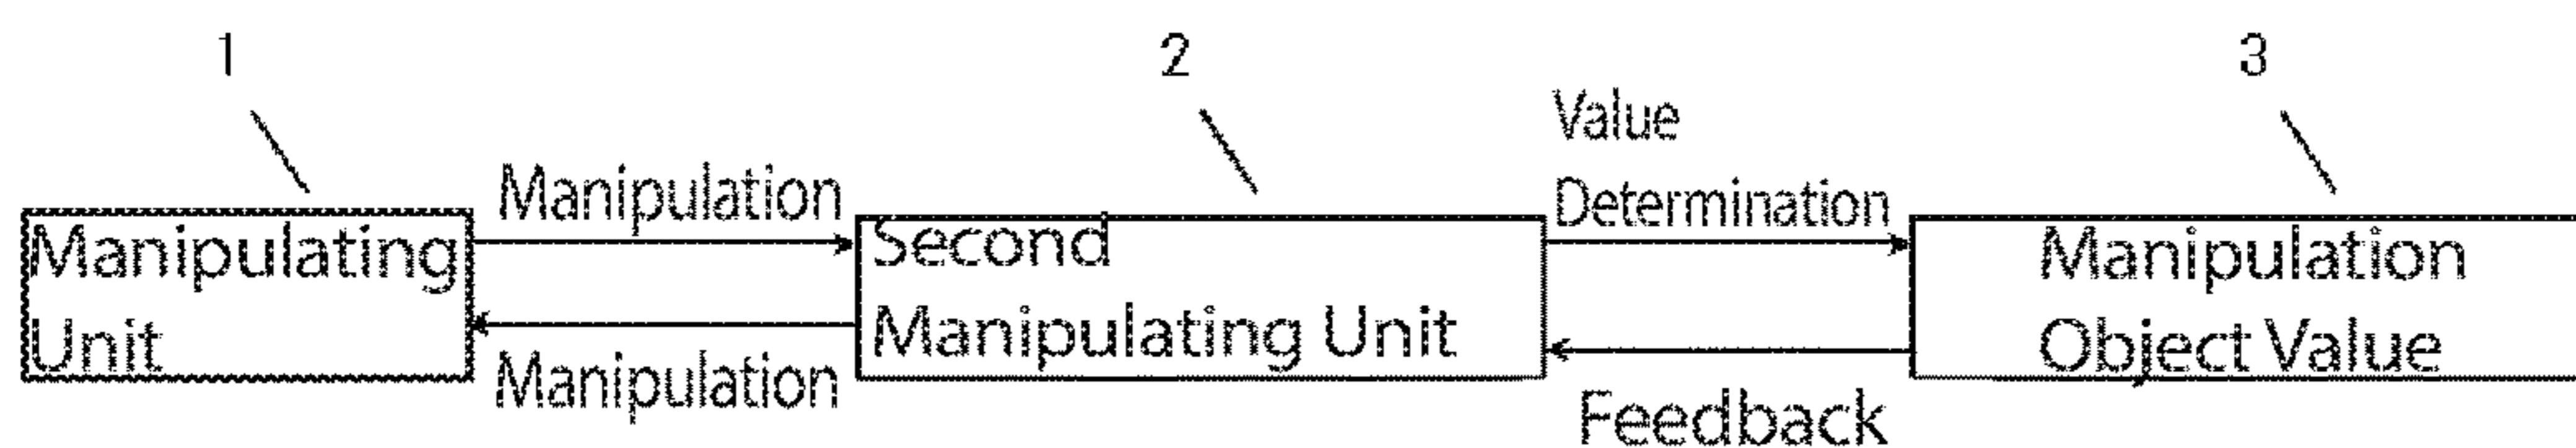 1
2
3
Manipulating
Unit
Manipulation
Manipulation
Second
Manipulating Unit
Value
Determination
Feedback
Manipulation
Object Value